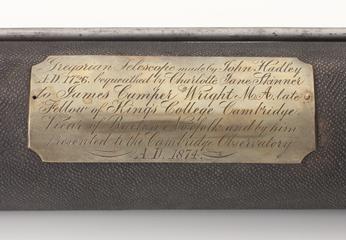 Gregorian Telescope made by John Hadley
A.D. 1726. bequeathed by Charlotte Jane Skinner
to James Camper Wright M.A. late
Fellow of King's College Cambridge.
Vicar of Norfolk and by him
Presented to the Cambridge Observatory
A.D. 1874.